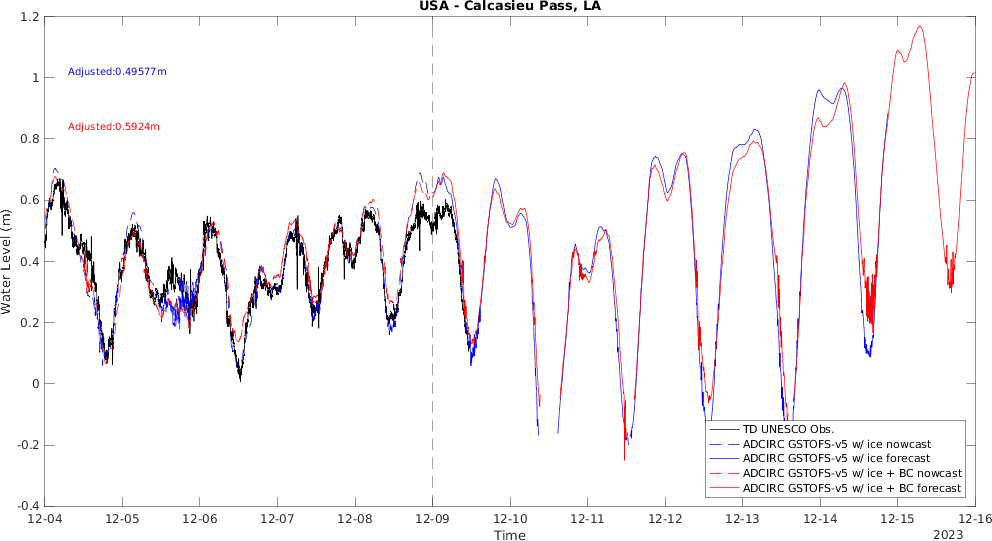 USA - Calcasieu Pass, LA
1.2
1
0.8
0.6
0.4
0.2
0
-0.2
-0.4
Water Level (m)
Adjusted:0.49577m
Adjusted:0.5924m
TD UNESCO Obs.
ADCIRC GSTOFS-v5 w/ ice nowcast
ADCIRC GSTOFS-v5 w/ ice forecast
ADCIRC GSTOFS-v5 w/ ice + BC nowcast
ADCIRC GSTOFS-v5 w/ ice + BC forecast
12-04 12-05 12-06 12-07 12-08 12-09 12-10 12-11 12-12 12-13 12-14 12-15 12-16
Time
2023